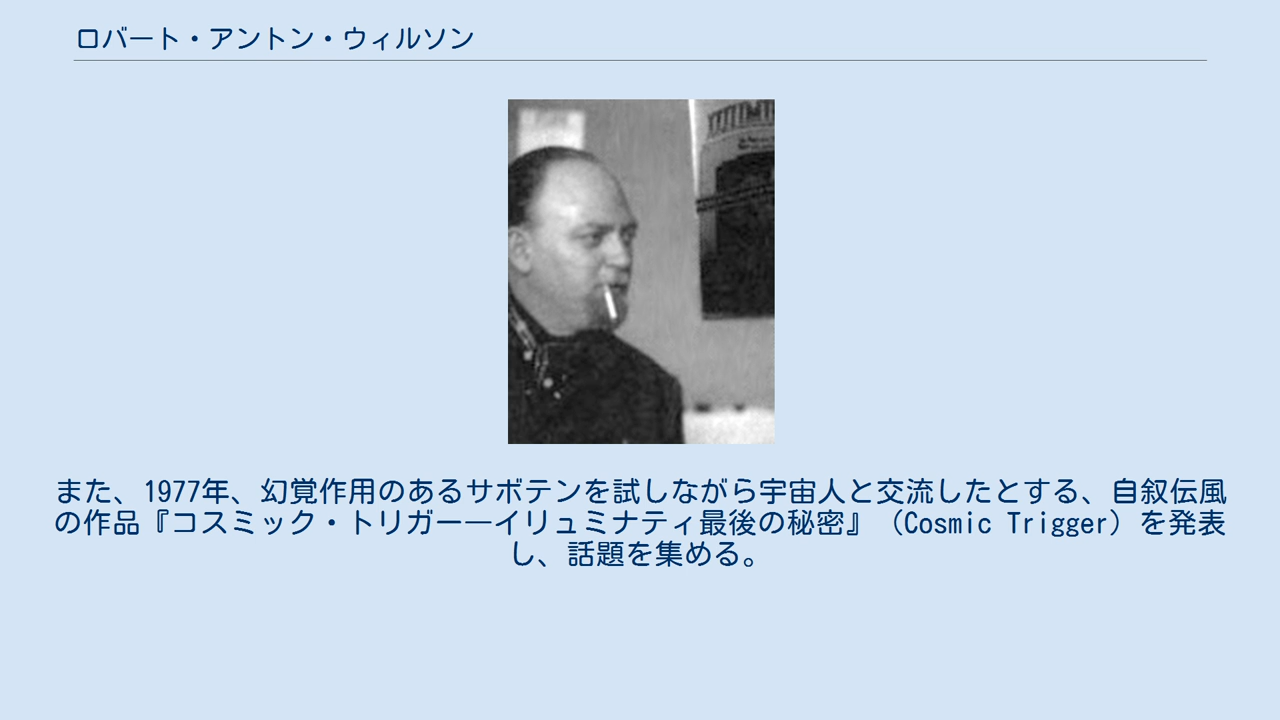 ロバート・アントン・ウィルソン
また、1977年、幻覚作用のあるサボテンを試しながら宇宙人と交流したとする、自叙伝風
の作品『コスミック・トリガー―イリュミナティ最後の秘密』（Cosmic Trigger）を発表
し、話題を集める。